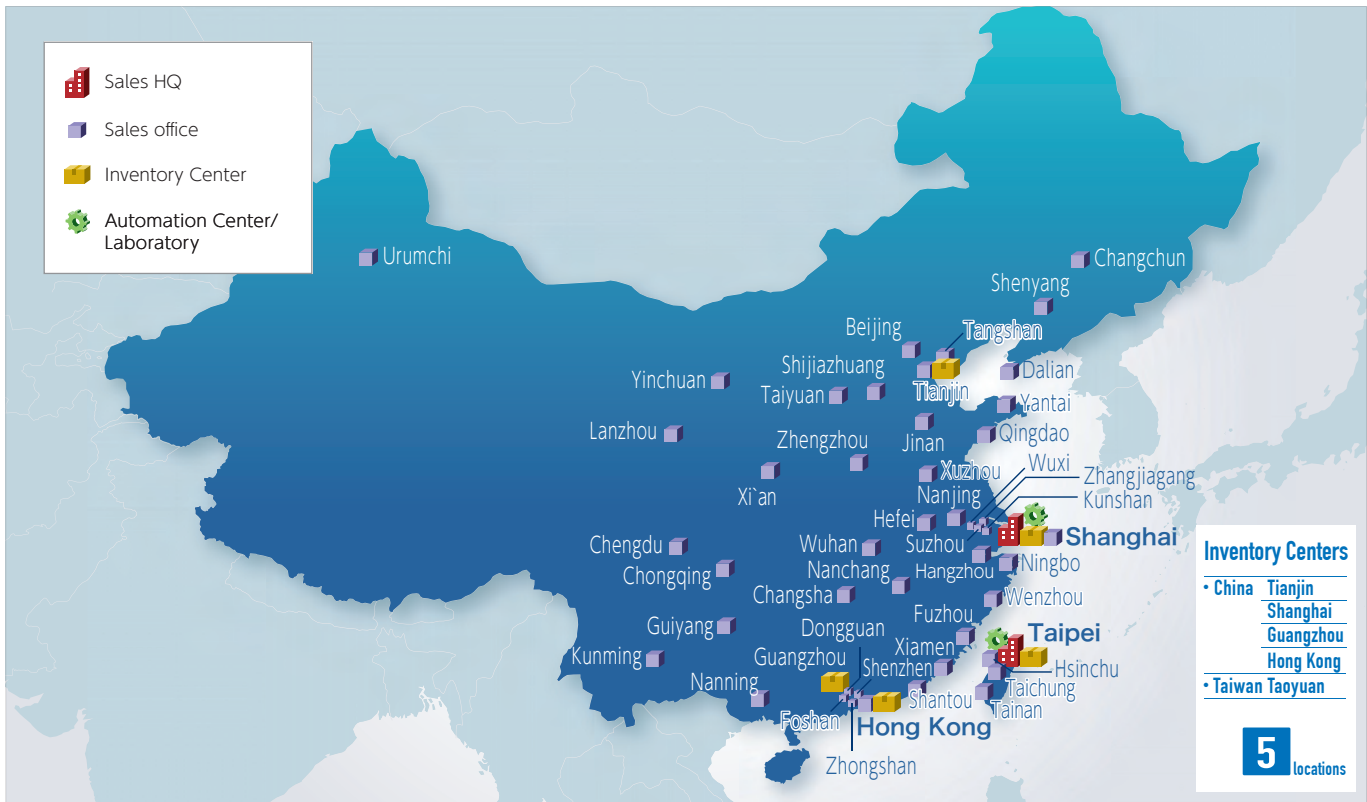 Sales HQ
Sales office
Inventory Center
Automation Center/
Laboratory
Urumchi
Changchun
Shenyang
Beijing
Tangshan
Shijiazhuang
Tianjin
Dalian
Yinchuan
Taiyuan
Yantai
Lanzhou
Zhengzhou
Jinan
Qingdao
Xi`an
Xuzhou
Wuxi
Zhangjiagang
Nanjing
Kunshan
Hefei
Suzhou
Shanghai
Chengdu
Wuhan
Hangzhou
Ningbo
Chongqing
Nanchang
Changsha
Wenzhou
Guiyang
Dongguan
Fuzhou
Taipei
Kunming
Guangzhou
Xiamen
Shenzhen
Hsinchu
Nanning
Shantou
Taichung
Tainan
Foshan
Hong Kong
Zhongshan
Inventory Centers
• China Tianjin
Shanghai
Guangzhou
Hong Kong
• Taiwan Taoyuan
5 locations